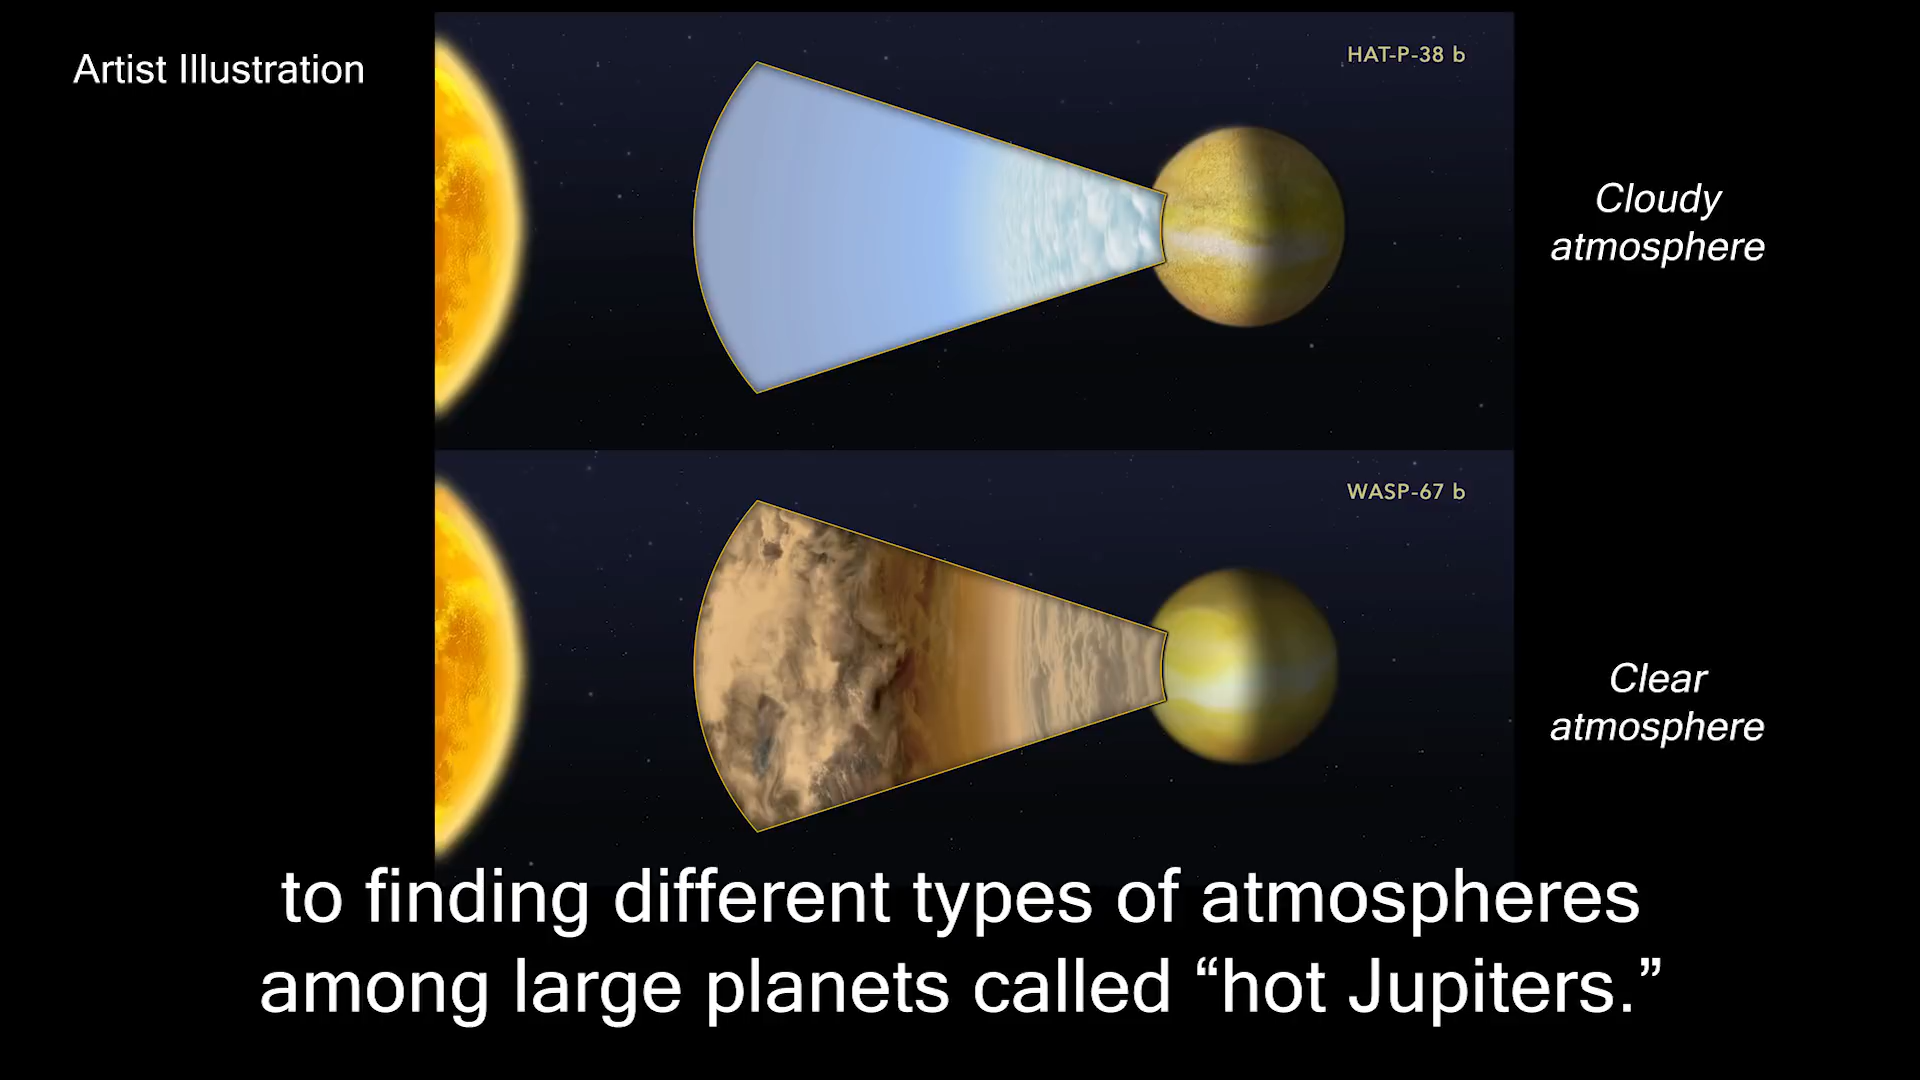 Artist Illustration
HAT-P-38 b
Cloudy
atmosphere
WASP-67 b
Clear
atmosphere
to finding different types of atmospheres
among large planets called “hot Jupiters.”